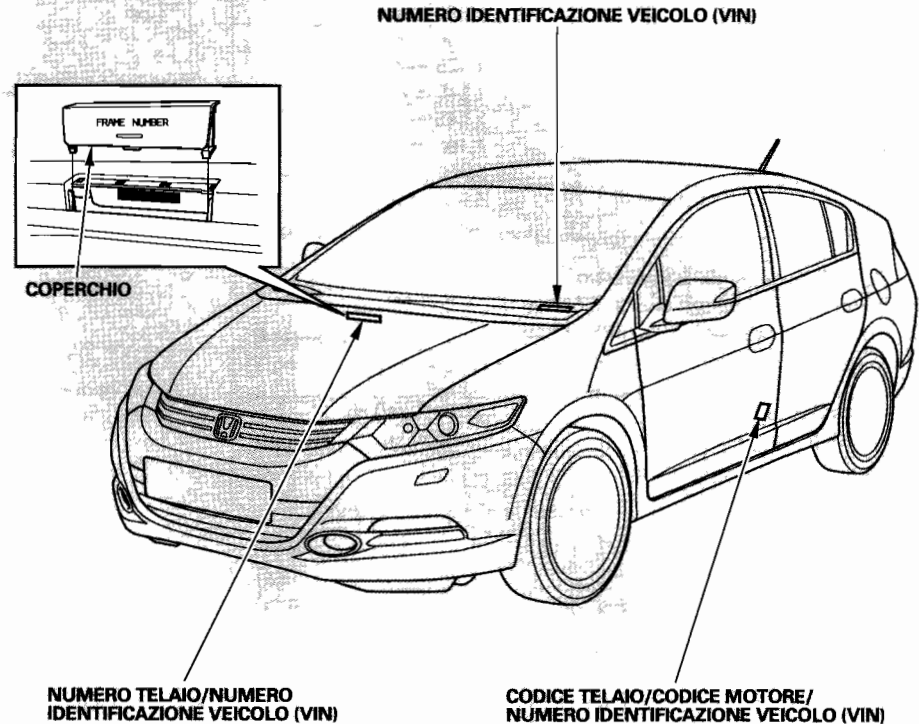 NUMERO IDENTIFICAZIONE VEICOLO (VIN)
FRAME NUMBER
COPERCHIO
NUMERO TELAIO/NUMERO
IDENTIFICAZIONE VEICOLO (VIN)
CODICE TELAIO/CODICE MOTORE/
NUMERO IDENTIFICAZIONE VEICOLO (VIN)